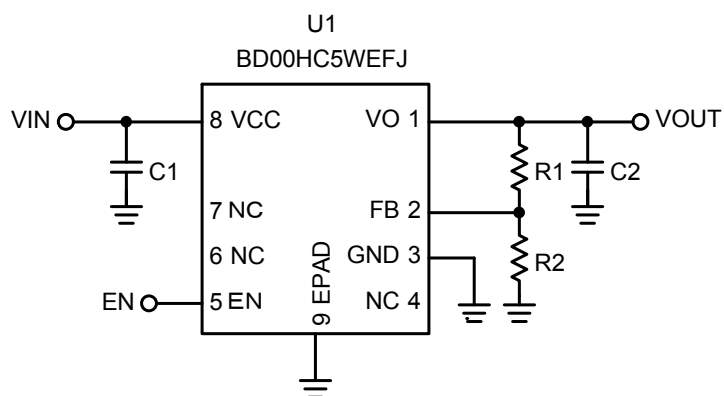 U1
BD00HC5WEFJ
VIN
8 VCC
VO 1
VOUT
C1
R1
C2
7 NC
FB 2
6 NC
GND 3
R2
EN
5 EN
9 EPAD
NC 4